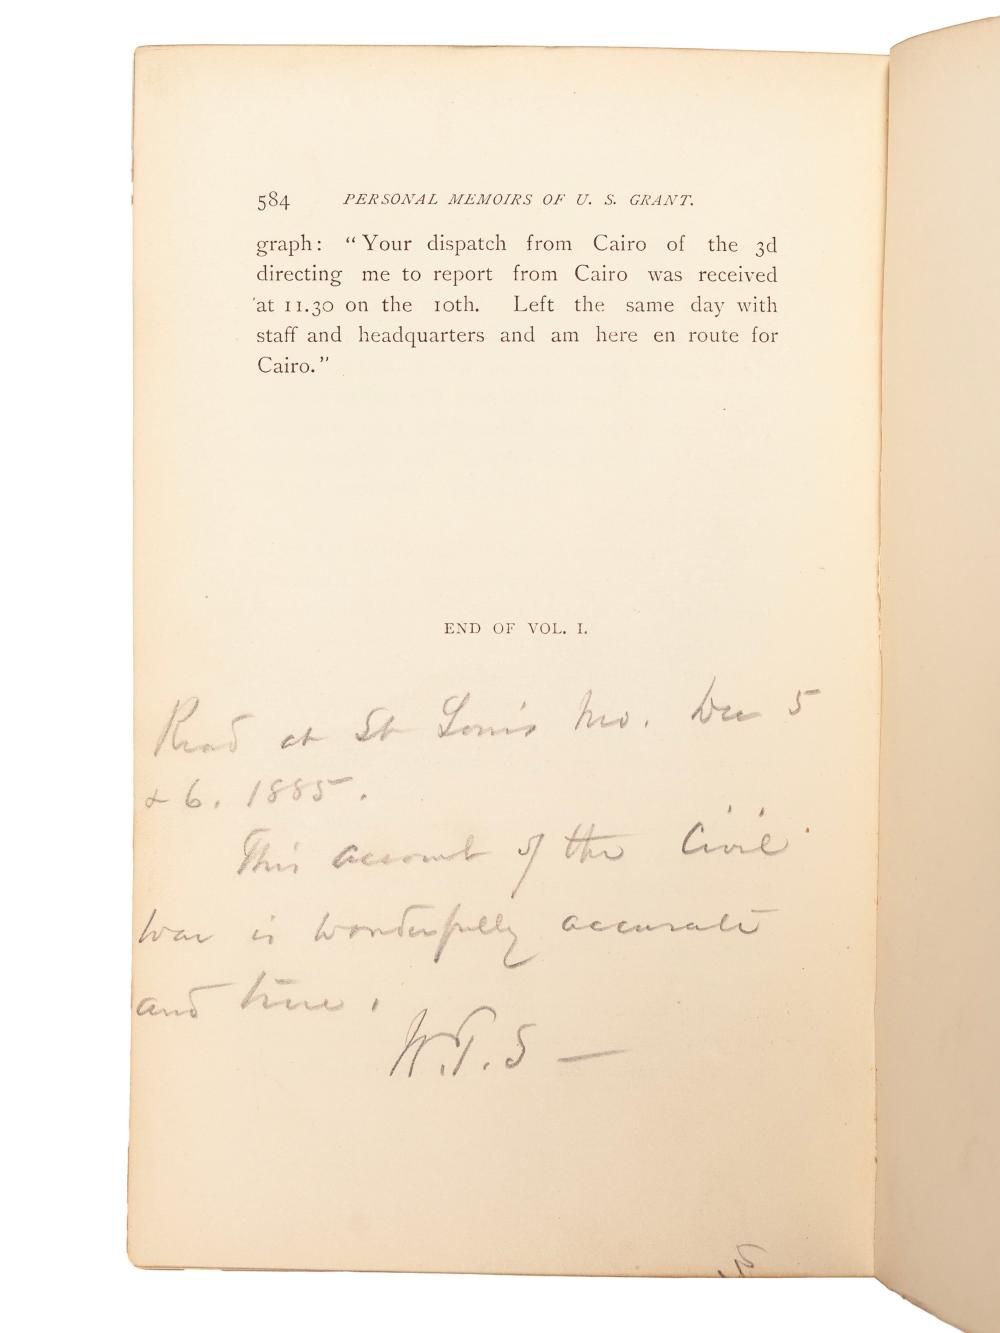 584 PERSONAL MEMOIRS OF U. S. GRANT.
graph: “Your dispatch from Cairo of the 3d
directing me to report from Cairo was received
at 11.30 on the 10th. Left the same day with
staff and headquarters and am here en route for
Cairo.”
END OF VOL. I.
Read at St Louis Mo. Dec 5
& 6. 1885.
This account of the Civil
War is wonderfully accurate
and true.
W.T.S —